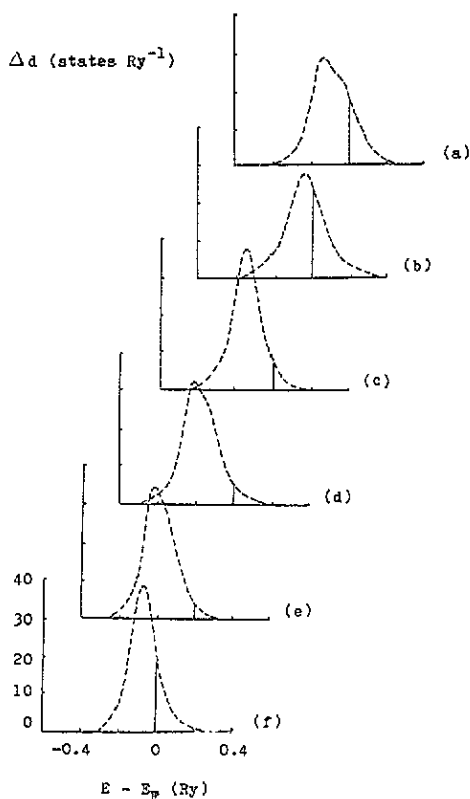 Δd (states Ry⁻¹)
(a)
(b)
(c)
(d)
(e)
40
30
20
10
0
(f)
-0.4 0 0.4
E - E_F (Ry)